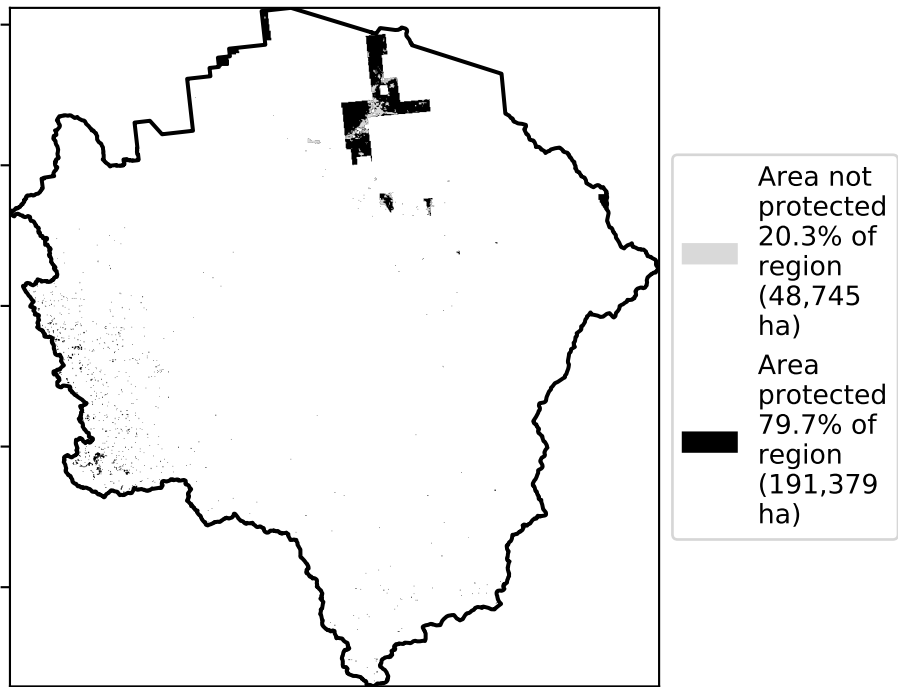 Area not
protected
20.3% of
region
(48,745
ha)
Area
protected
79.7% of
region
(191,379
ha)